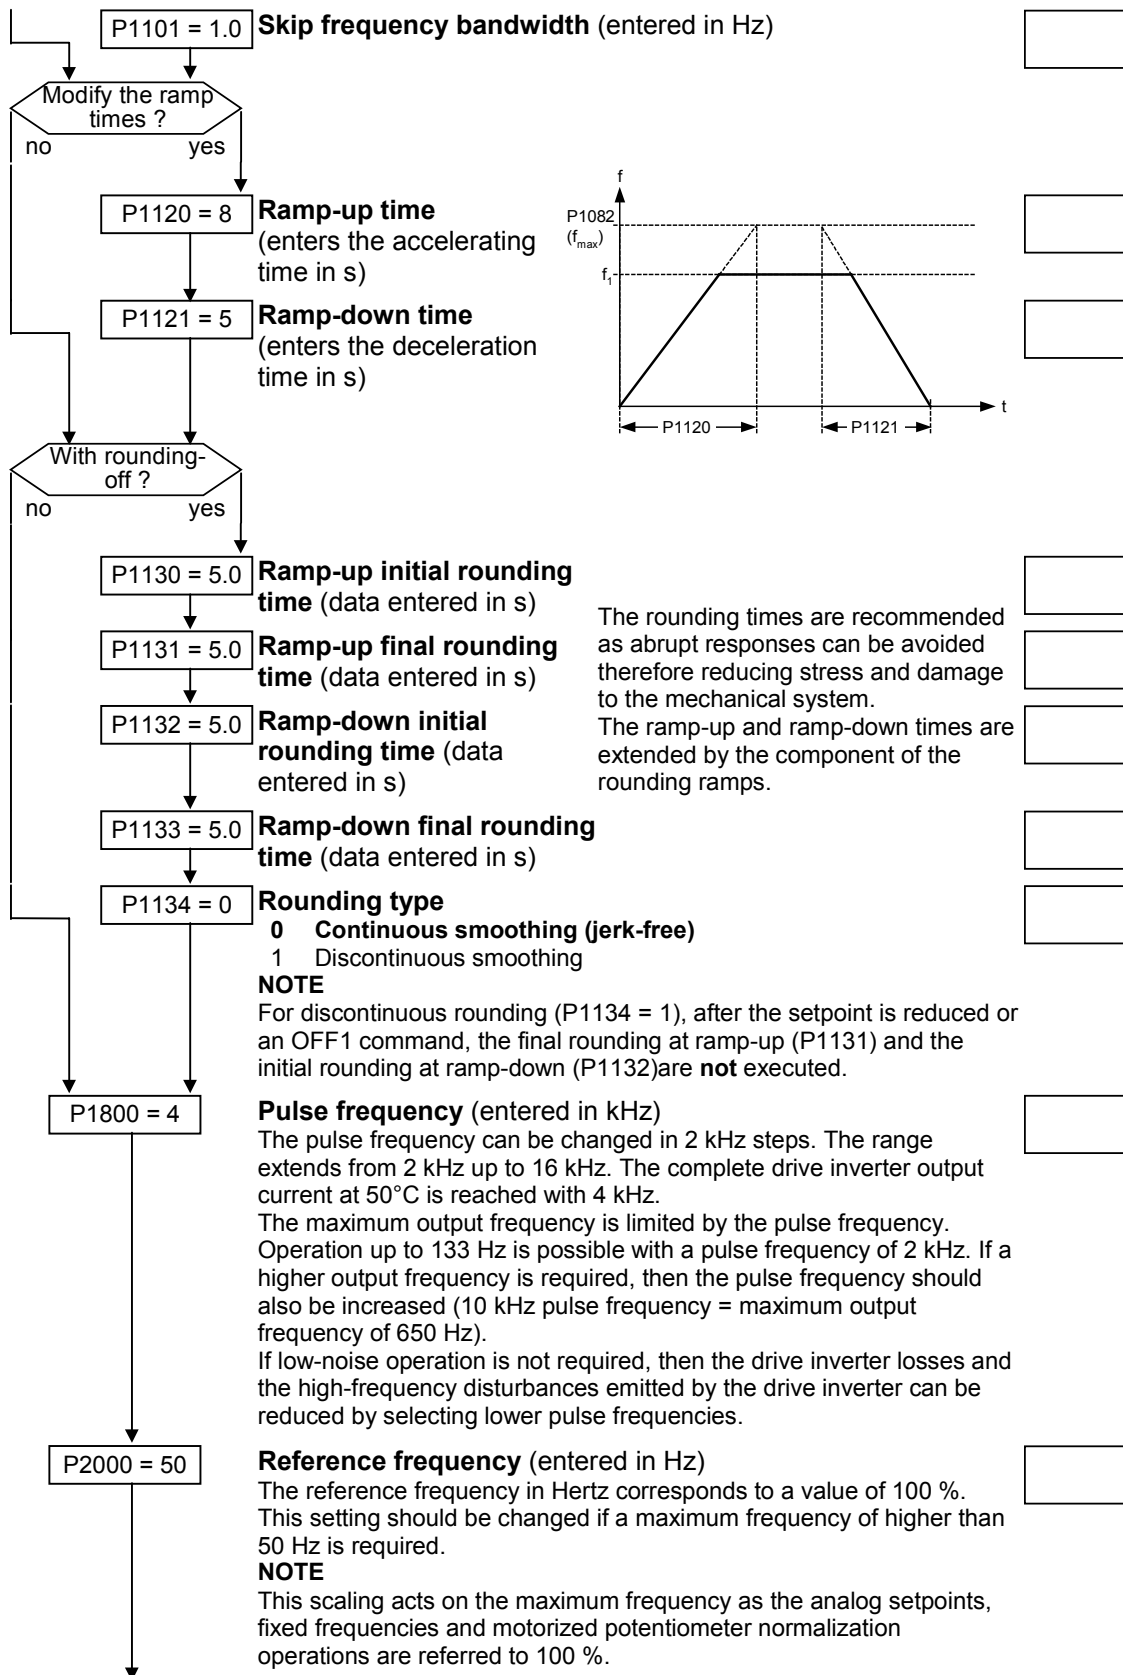 P1101 = 1.0 Skip frequency bandwidth (entered in Hz)
Modify the ramp
times ?
no yes
P1120 = 8 Ramp-up time
(enters the accelerating
time in s)
P1121 = 5 Ramp-down time
(enters the deceleration
time in s)
f
P1082
(fmax)
f1
t
P1120 P1121
With rounding-
off ?
no yes
P1130 = 5.0 Ramp-up initial rounding
time (data entered in s)
P1131 = 5.0 Ramp-up final rounding
time (data entered in s)
P1132 = 5.0 Ramp-down initial
rounding time (data
entered in s)
The rounding times are recommended
as abrupt responses can be avoided
therefore reducing stress and damage
to the mechanical system.
The ramp-up and ramp-down times are
extended by the component of the
rounding ramps.
P1133 = 5.0 Ramp-down final rounding
time (data entered in s)
P1134 = 0 Rounding type
0 Continuous smoothing (jerk-free)
1 Discontinuous smoothing
NOTE
For discontinuous rounding (P1134 = 1), after the setpoint is reduced or
an OFF1 command, the final rounding at ramp-up (P1131) and the
initial rounding at ramp-down (P1132)are not executed.
P1800 = 4 Pulse frequency (entered in kHz)
The pulse frequency can be changed in 2 kHz steps. The range
extends from 2 kHz up to 16 kHz. The complete drive inverter output
current at 50°C is reached with 4 kHz.
The maximum output frequency is limited by the pulse frequency.
Operation up to 133 Hz is possible with a pulse frequency of 2 kHz. If a
higher output frequency is required, then the pulse frequency should
also be increased (10 kHz pulse frequency = maximum output
frequency of 650 Hz).
If low-noise operation is not required, then the drive inverter losses and
the high-frequency disturbances emitted by the drive inverter can be
reduced by selecting lower pulse frequencies.
P2000 = 50 Reference frequency (entered in Hz)
The reference frequency in Hertz corresponds to a value of 100 %.
This setting should be changed if a maximum frequency of higher than
50 Hz is required.
NOTE
This scaling acts on the maximum frequency as the analog setpoints,
fixed frequencies and motorized potentiometer normalization
operations are referred to 100 %.